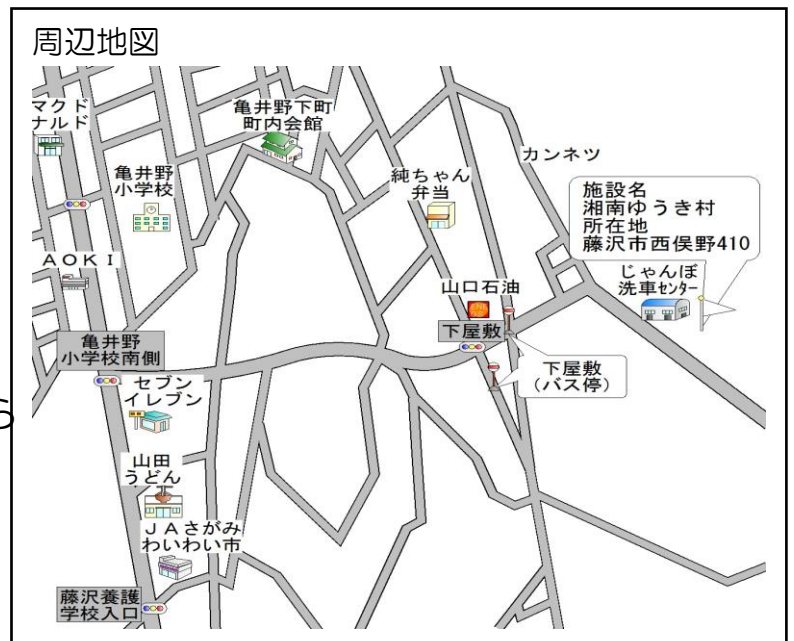 周辺地図
マクド
ナルド
亀井野下町
町内会館
カンネツ
亀井野
小学校
純ちゃん
弁当
施設名
湘南ゆうき村
所在地
藤沢市西俣野410
AOKI
じゃんぼ
洗車センター
山口石油
下屋敷
亀井野
小学校南側
下屋敷
(バス停)
セブン
イレブン
ら
山田
うどん
JAさがみ
わいわい市
藤沢養護
学校入口